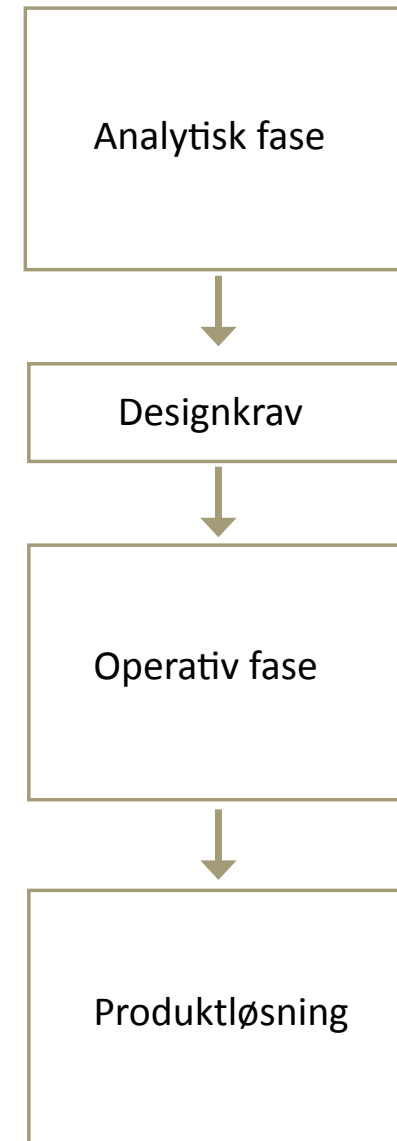 Analytisk fase
Designkrav
Operativ fase
Produktløsning